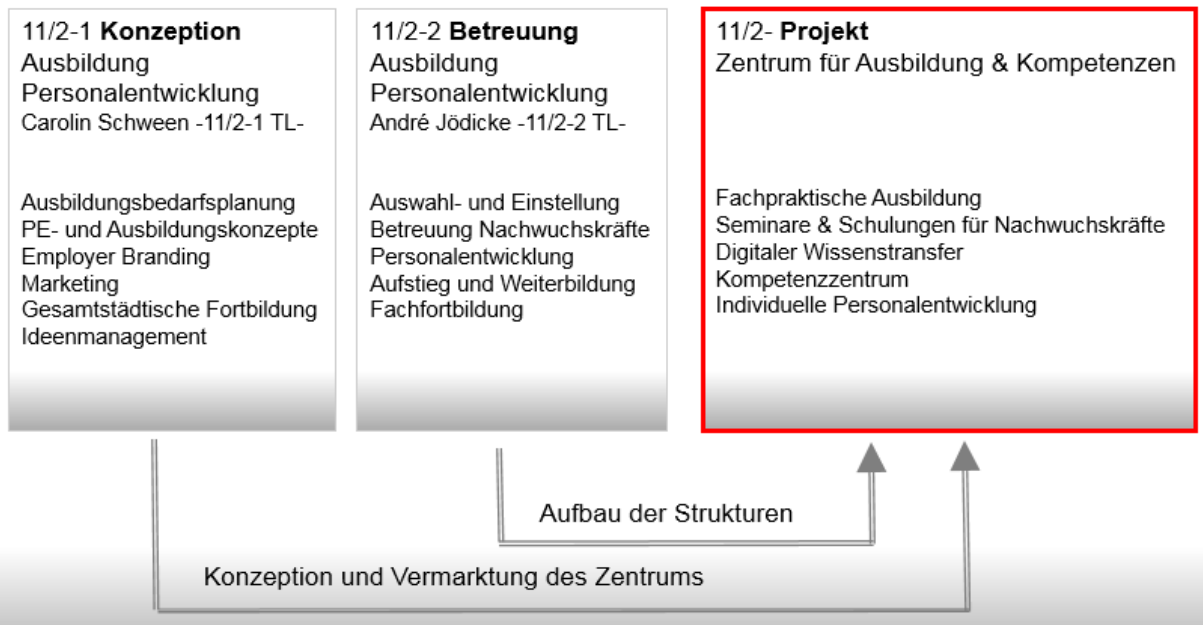 11/2-1 Konzeption
Ausbildung
Personalentwicklung
Carolin Schween -11/2-1 TL-
Ausbildungsbedarfsplanung
PE- und Ausbildungskonzepte
Employer Branding
Marketing
Gesamtstädtische Fortbildung
Ideenmanagement
11/2-2 Betreuung
Ausbildung
Personalentwicklung
André Jödicke -11/2-2 TL-
Auswahl- und Einstellung
Betreuung Nachwuchskräfte
Personalentwicklung
Aufstieg und Weiterbildung
Fachfortbildung
11/2- Projekt
Zentrum für Ausbildung & Kompetenzen
Fachpraktische Ausbildung
Seminare & Schulungen für Nachwuchskräfte
Digitaler Wissenstransfer
Kompetenzzentrum
Individuelle Personalentwicklung
Aufbau der Strukturen
Konzeption und Vermarktung des Zentrums